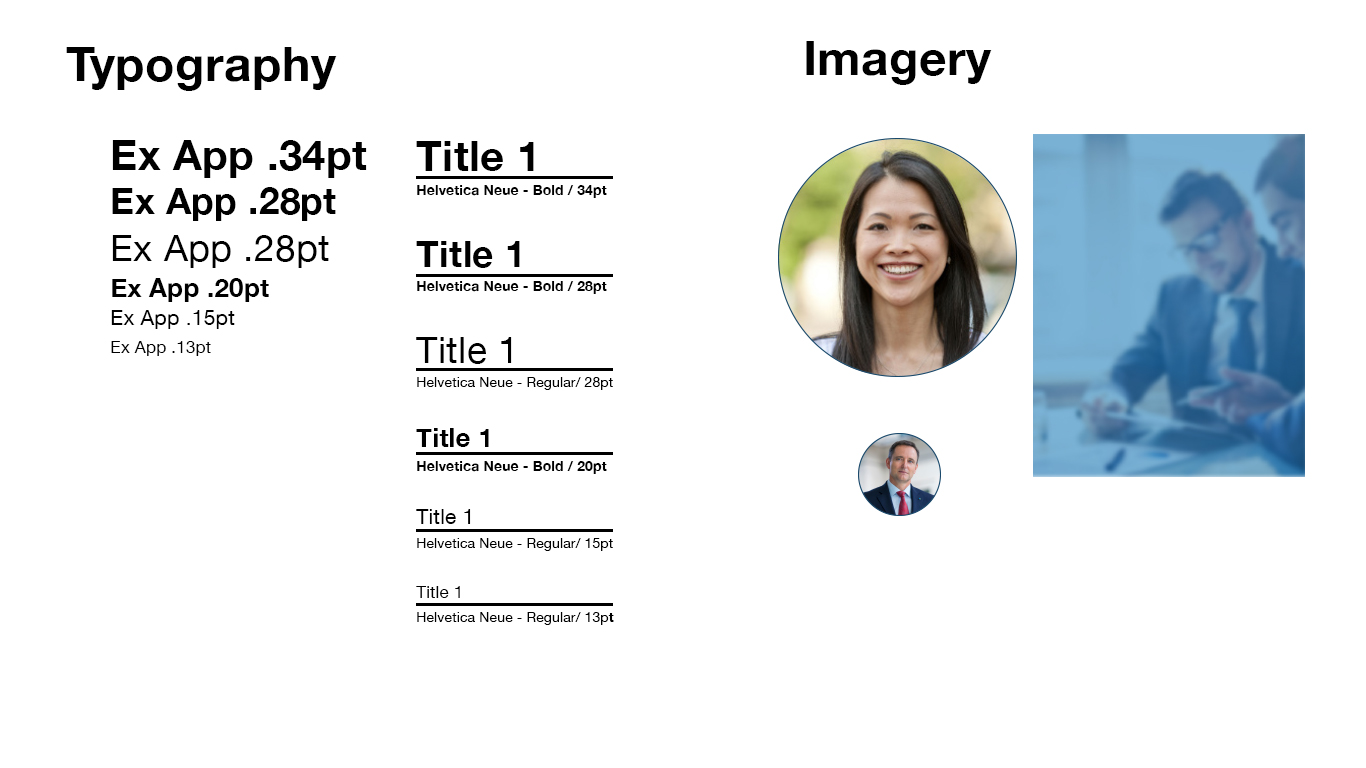 Typography
Imagery
Ex App .34pt
Ex App .28pt
Ex App .28pt
Ex App .20pt
Ex App .15pt
Ex App .13pt
Title 1
Helvetica Neue - Bold / 34pt
Title 1
Helvetica Neue - Bold / 28pt
Title 1
Helvetica Neue - Regular/ 28pt
Title 1
Helvetica Neue - Bold / 20pt
Title 1
Helvetica Neue - Regular/ 15pt
Title 1
Helvetica Neue - Regular/ 13pt